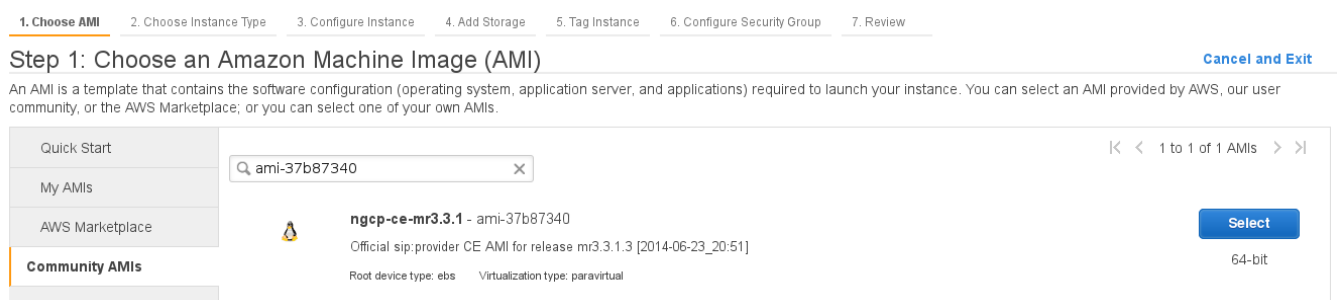 1. Choose AMI 2. Choose Instance Type 3. Configure Instance 4. Add Storage 5. Tag Instance 6. Configure Security Group 7. Review
Step 1: Choose an Amazon Machine Image (AMI) Cancel and Exit
An AMI is a template that contains the software configuration (operating system, application server, and applications) required to launch your instance. You can select an AMI provided by AWS, our user
community, or the AWS Marketplace; or you can select one of your own AMIs.
Quick Start
My AMIs
AWS Marketplace
Community AMIs
1 to 1 of 1 AMIs
ami-37b87340
ngcp-ce-mr3.3.1 - ami-37b87340
Official sip:provider CE AMI for release mr3.3.1.3 [2014-06-23_20:51]
Root device type: ebs Virtualization type: paravirtual
Select
64-bit